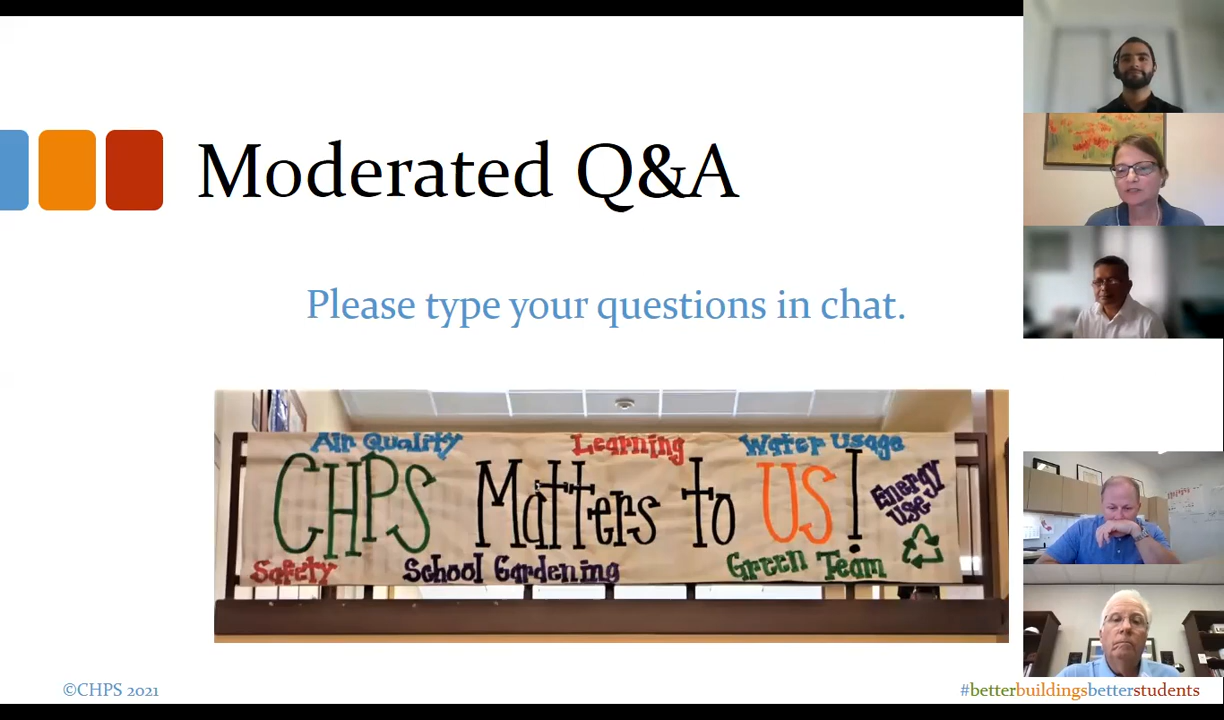 Moderated Q&A
Please type your questions in chat.
Air Quality Learning Water Usage
CHPS Matters to US! Energy Use
Safety School Gardening Green Team
©CHPS 2021
#betterbuildingsbetterstudents